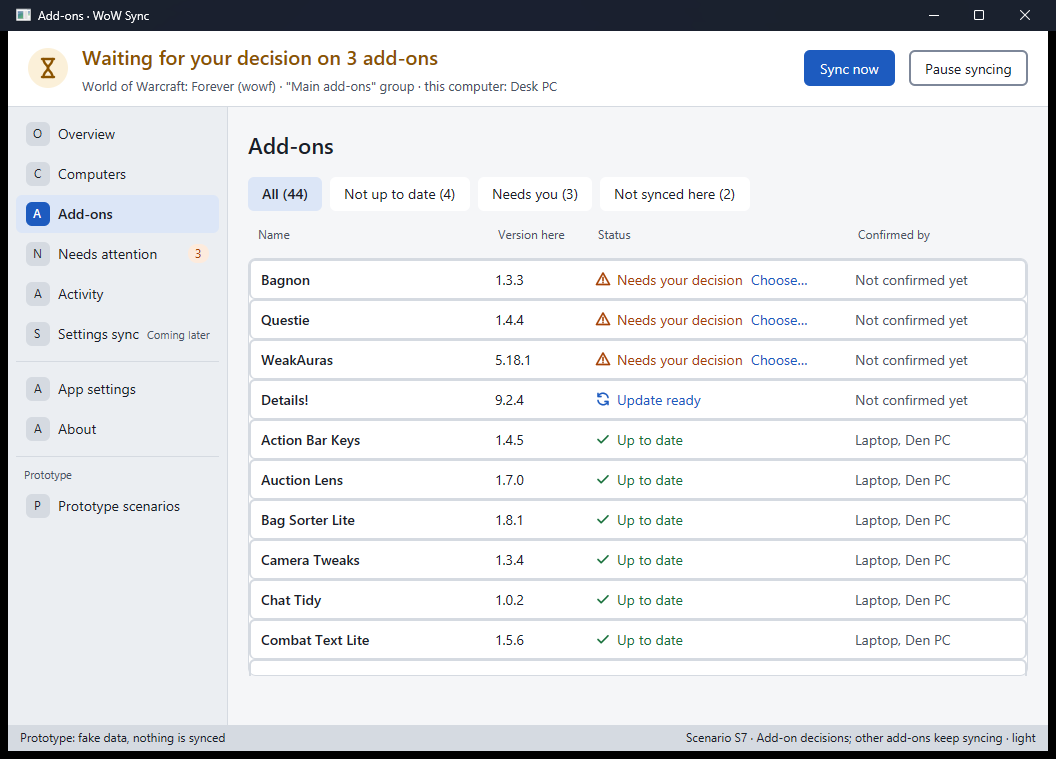 Add-ons · WoW Sync
Waiting for your decision on 3 add-ons
World of Warcraft: Forever (wowf) · "Main add-ons" group · this computer: Desk PC
Sync now
Pause syncing
O Overview
C Computers
A Add-ons
N Needs attention 3
A Activity
S Settings sync Coming later
A App settings
A About
Prototype
P Prototype scenarios
Add-ons
All (44) Not up to date (4) Needs you (3) Not synced here (2)
Name Version here Status Confirmed by
Bagnon 1.3.3 Needs your decision Choose... Not confirmed yet
Questie 1.4.4 Needs your decision Choose... Not confirmed yet
WeakAuras 5.18.1 Needs your decision Choose... Not confirmed yet
Details! 9.2.4 Update ready Not confirmed yet
Action Bar Keys 1.4.5 Up to date Laptop, Den PC
Auction Lens 1.7.0 Up to date Laptop, Den PC
Bag Sorter Lite 1.8.1 Up to date Laptop, Den PC
Camera Tweaks 1.3.4 Up to date Laptop, Den PC
Chat Tidy 1.0.2 Up to date Laptop, Den PC
Combat Text Lite 1.5.6 Up to date Laptop, Den PC
Prototype: fake data, nothing is synced
Scenario S7 · Add-on decisions; other add-ons keep syncing · light